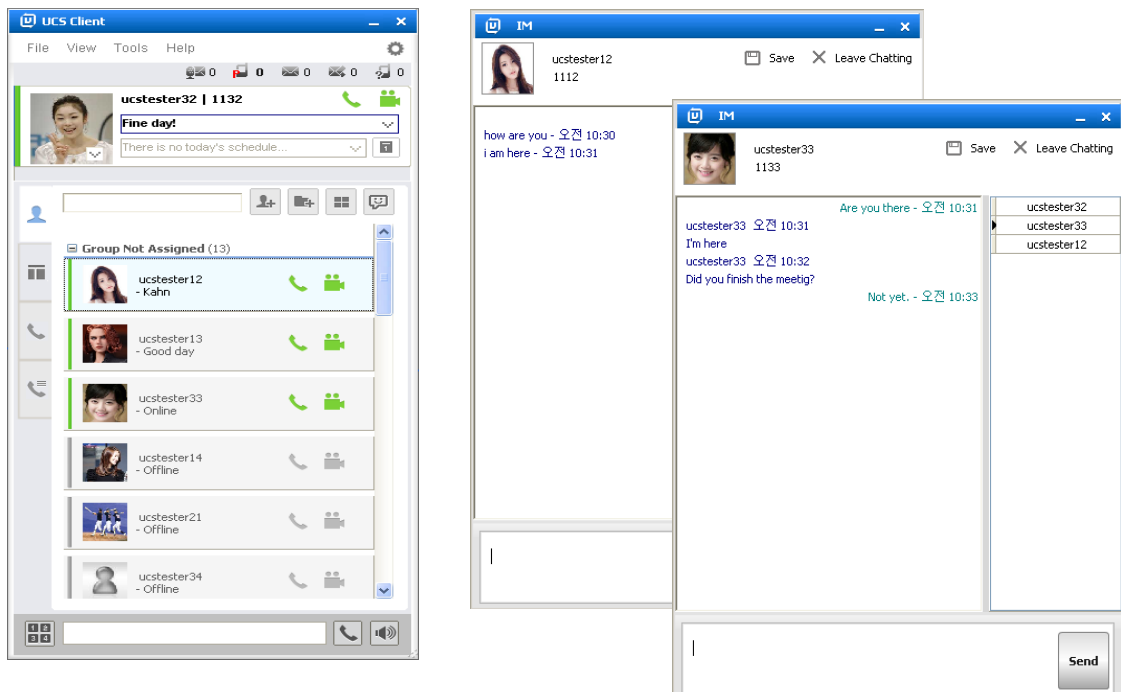 UCS Client
File View Tools Help
0 0 0 0 0
ucstester32 | 1132
Fine day!
There is no today's schedule...
1
Group Not Assigned (13)
ucstester12
- Kahn
ucstester13
- Good day
ucstester33
- Online
ucstester14
- Offline
ucstester21
- Offline
ucstester34
- Offline
1 2
3 4
IM
ucstester12
1112
Save Leave Chatting
how are you - 오전 10:30
i am here - 오전 10:31
IM
ucstester33
1133
Save Leave Chatting
Are you there - 오전 10:31
ucstester33 오전 10:31
I'm here
ucstester33 오전 10:32
Did you finish the meetig?
Not yet. - 오전 10:33
ucstester32
ucstester33
ucstester12
Send